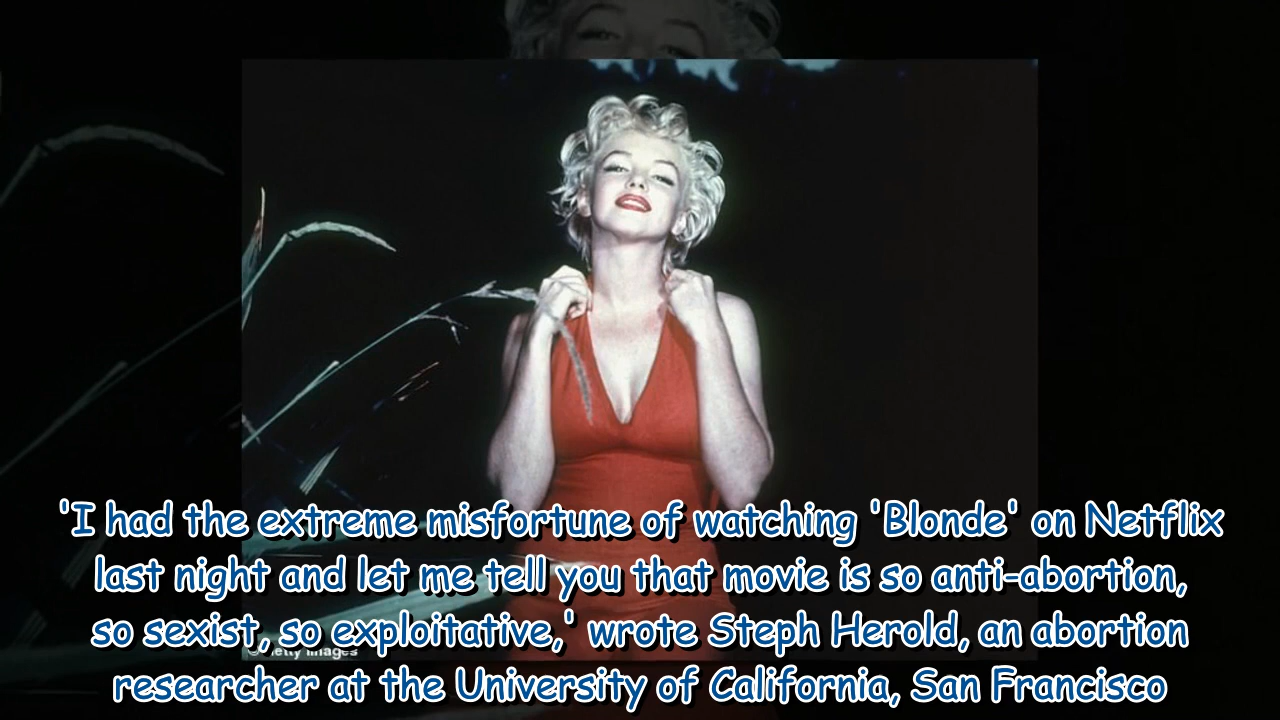 'I had the extreme misfortune of watching 'Blonde' on Netflix
last night and let me tell you that movie is so anti-abortion,
so sexist, so exploitative,' wrote Steph Herold, an abortion
researcher at the University of California, San Francisco
images